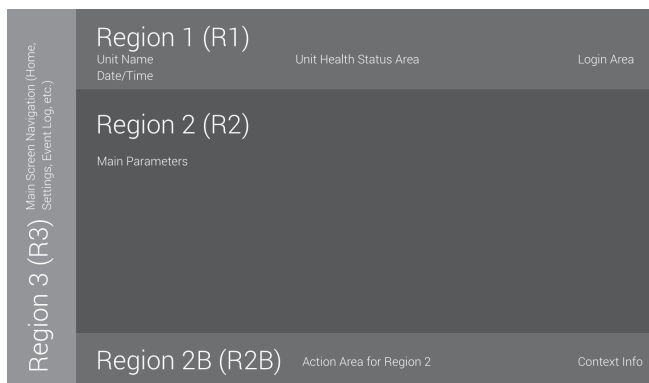 Region 1 (R1)
Unit Name
Date/Time
Unit Health Status Area
Login Area
Region 2 (R2)
Main Parameters
Region 3 (R3)
Main Screen Navigation (Home,
Settings, Event Log, etc.)
Region 2B (R2B)
Action Area for Region 2
Context Info